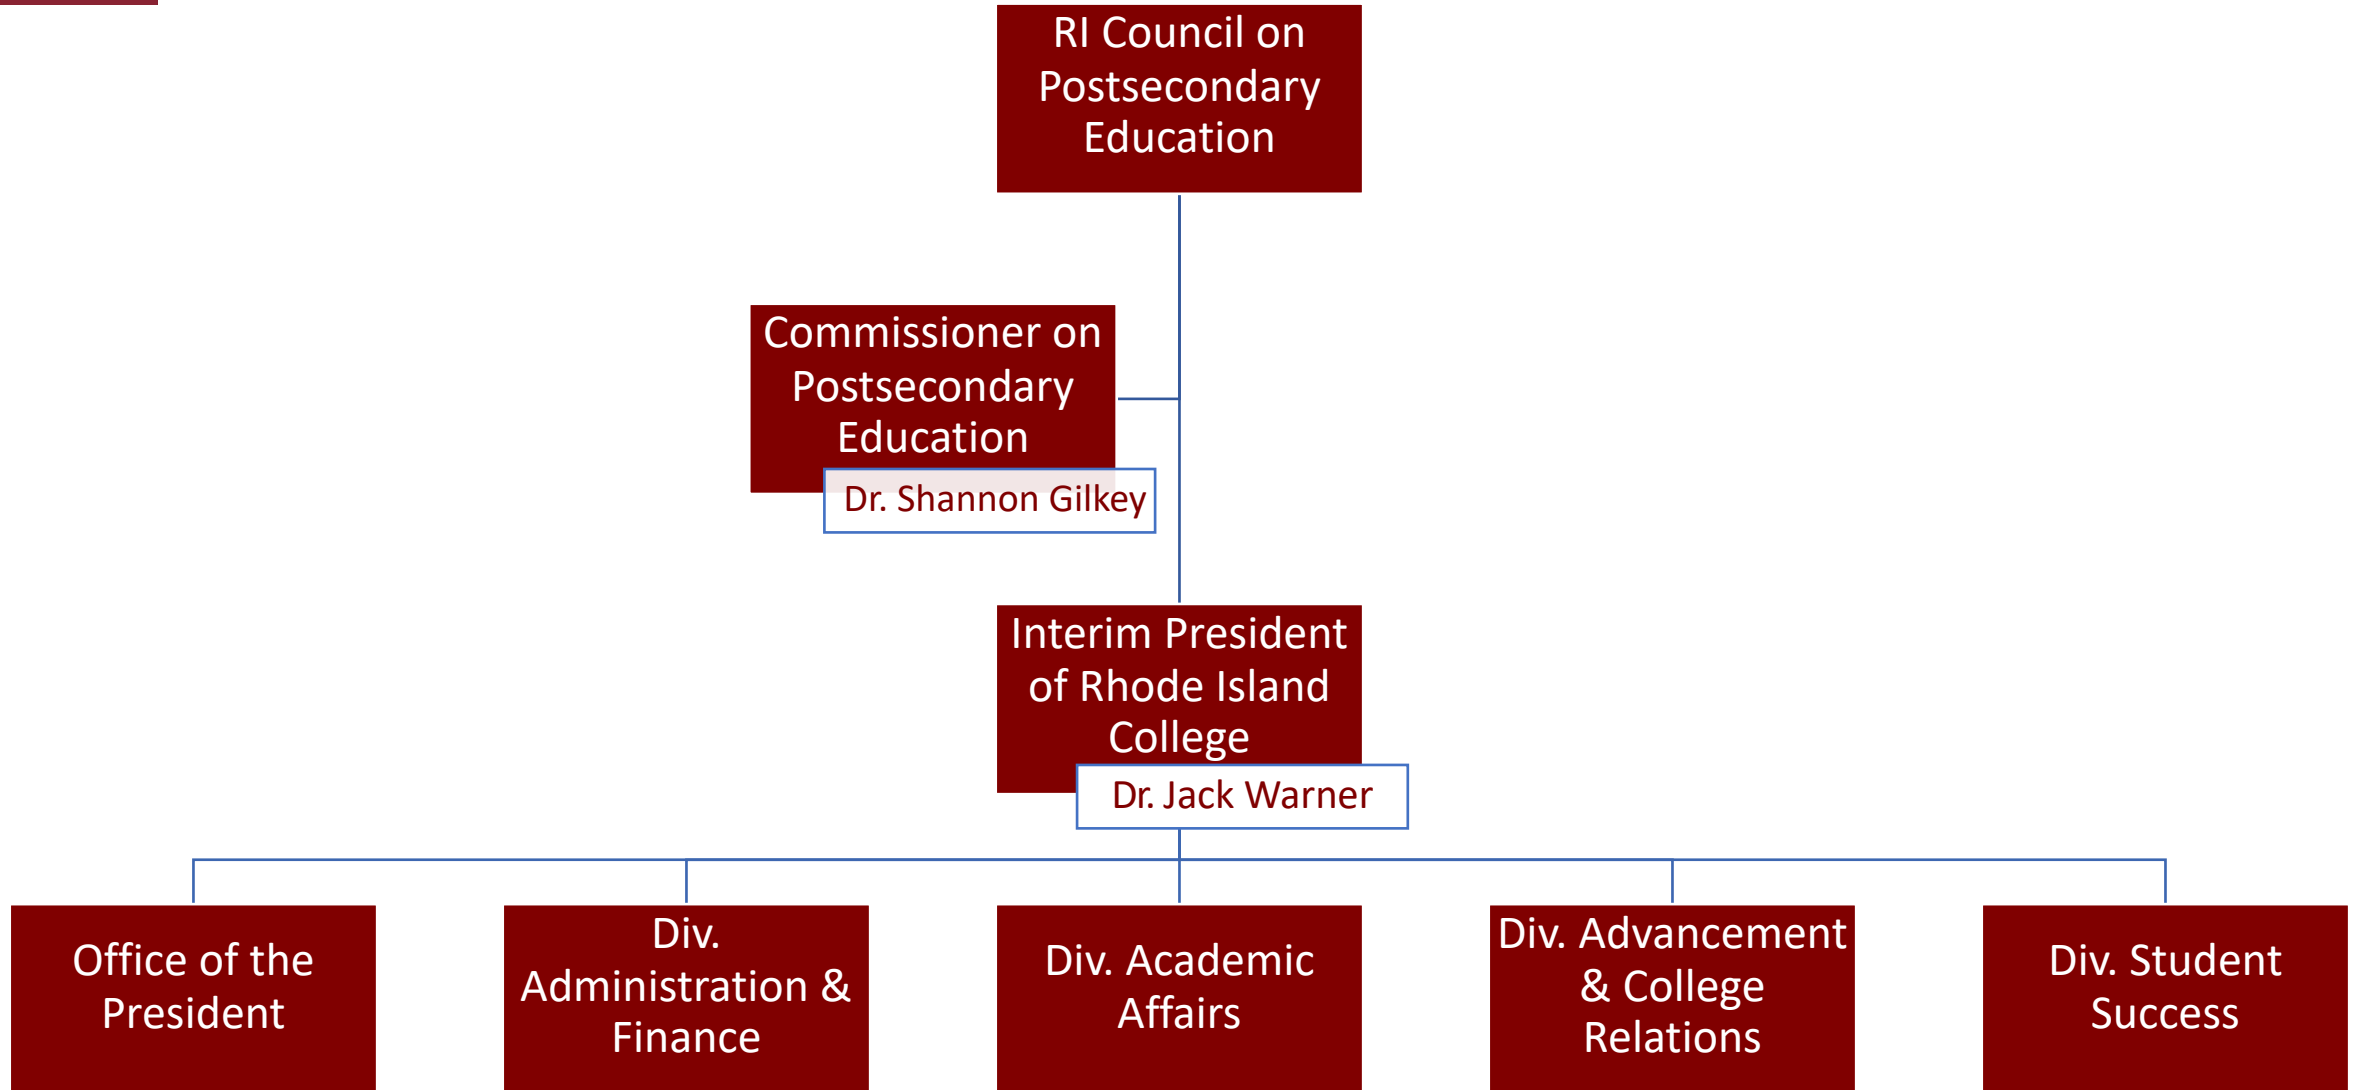 RI Council on
Postsecondary
Education
Commissioner on
Postsecondary
Education
Dr. Shannon Gilkey
Interim President
of Rhode Island
College
Dr. Jack Warner
Office of the
President
Div.
Administration &
Finance
Div. Academic
Affairs
Div. Advancement
& College
Relations
Div. Student
Success